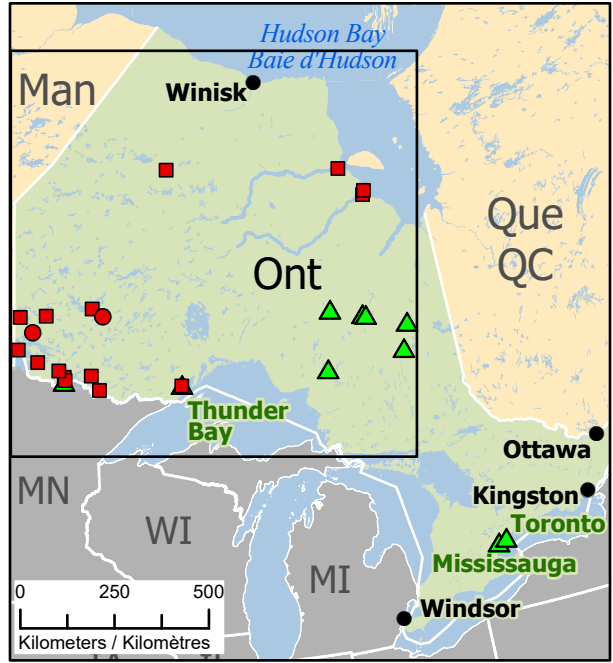 Hudson Bay
Baie d'Hudson
Man
Winisk
Que
QC
Ont
Thunder
Bay
Ottawa
MN
Kingston
WI
Toronto
Mississauga
MI
0 250 500
Windsor
Kilometers / Kilomètres